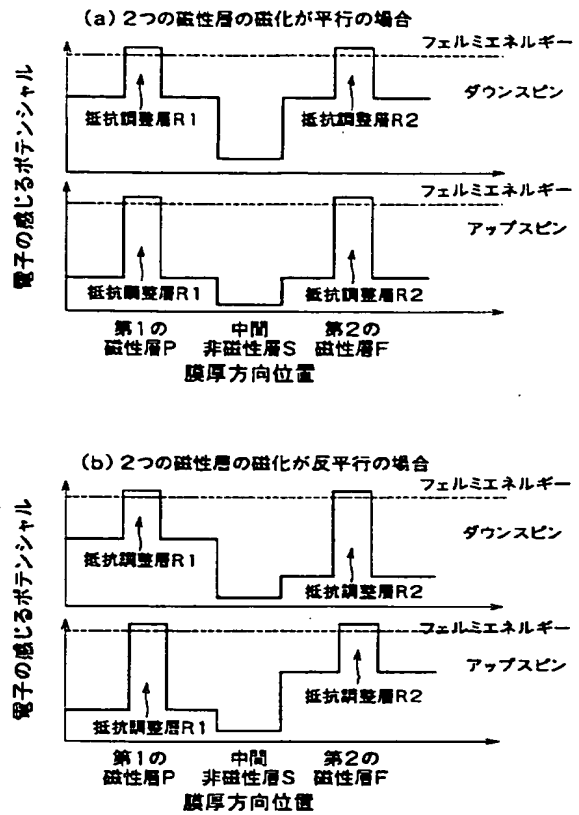 (a) 2つの磁性層の磁化が平行の場合
電子の感じるポテンシャル
フェルミエネルギー
ダウンスピン
抵抗調整層R1
抵抗調整層R2
フェルミエネルギー
アップスピン
抵抗調整層R1
抵抗調整層R2
第1の
磁性層P
中間
非磁性層S
第2の
磁性層F
膜厚方向位置
(b) 2つの磁性層の磁化が反平行の場合
電子の感じるポテンシャル
フェルミエネルギー
ダウンスピン
抵抗調整層R1
抵抗調整層R2
フェルミエネルギー
アップスピン
抵抗調整層R2
抵抗調整層R1
第1の
磁性層P
中間
非磁性層S
第2の
磁性層F
膜厚方向位置